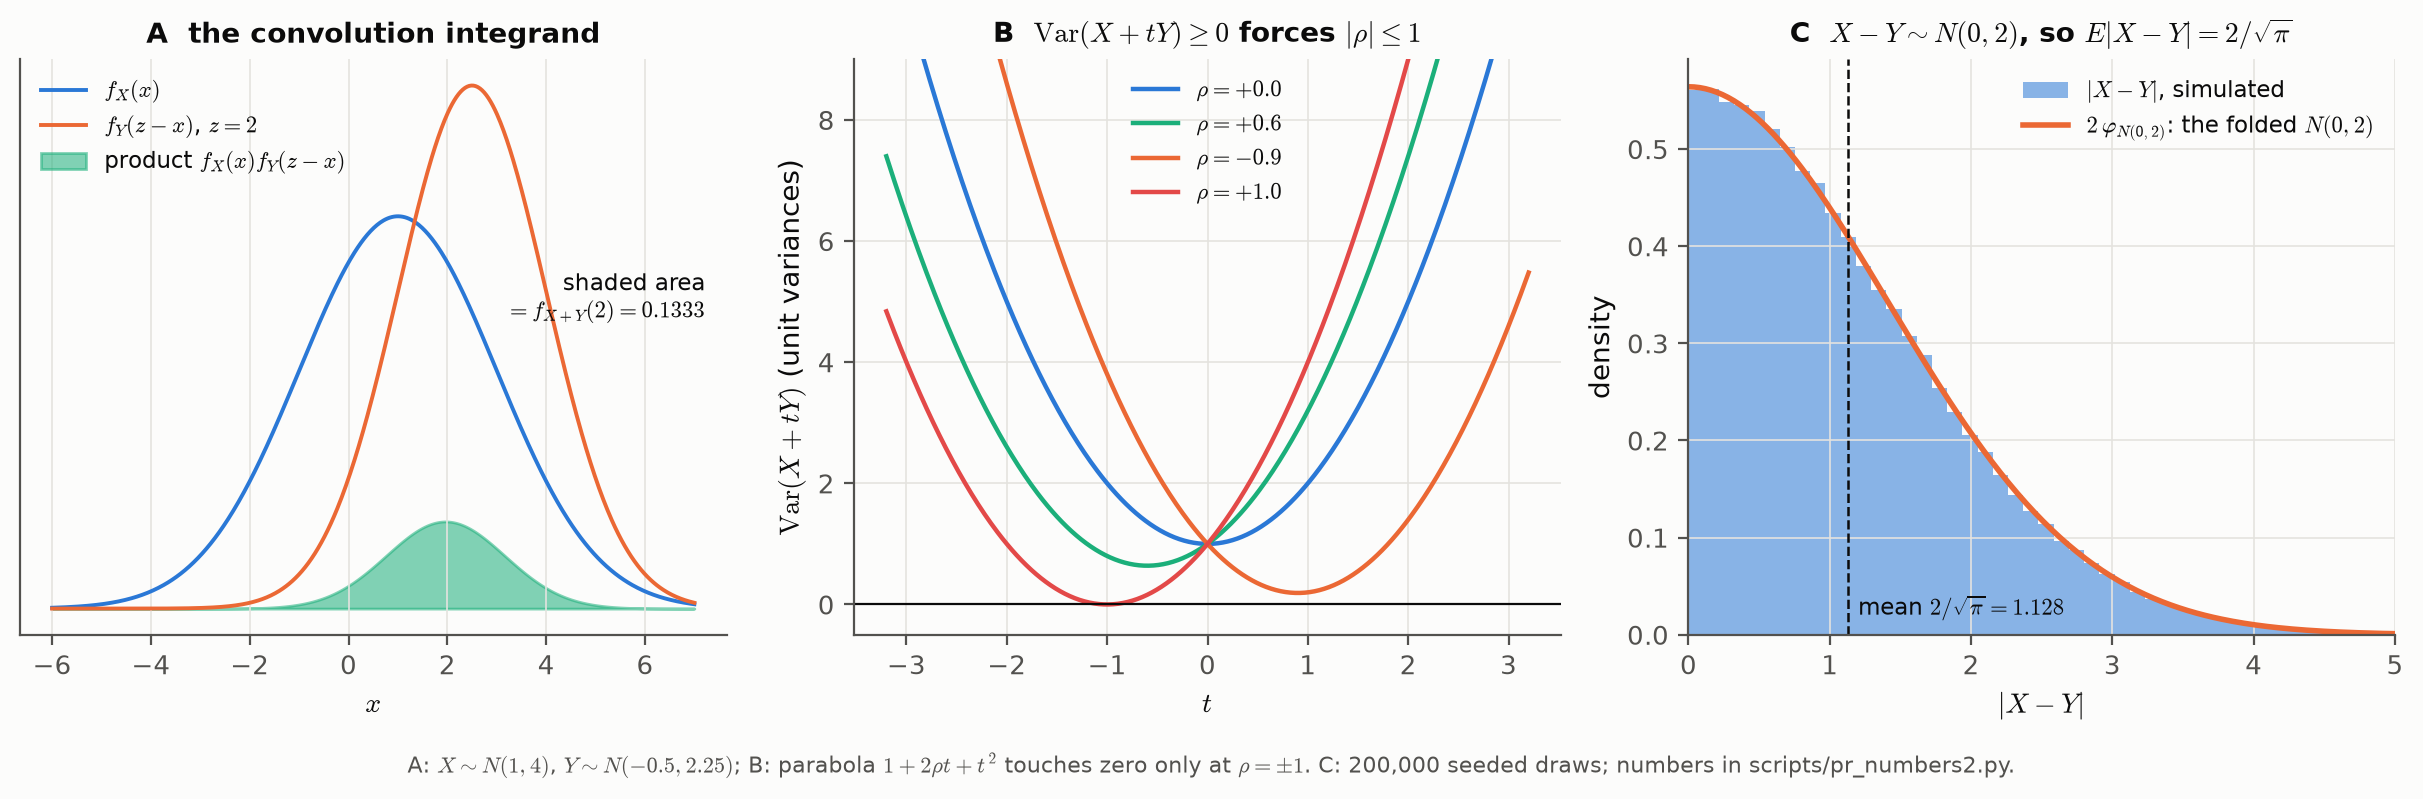 A  the convolution integrand
f_X(x)
f_Y(z − x), z = 2
product f_X(x)f_Y(z − x)
shaded area
= f_{X+Y}(2) = 0.1333
−6 −4 −2 0 2 4 6
x
B  Var(X + tY) ≥ 0 forces |ρ| ≤ 1
ρ = +0.0
ρ = +0.6
ρ = −0.9
ρ = +1.0
Var(X + tY) (unit variances)
8
6
4
2
0
−3 −2 −1 0 1 2 3
t
C  X − Y ∼ N(0, 2), so E|X − Y| = 2/√π
|X − Y|, simulated
2 φ_{N(0, 2)}: the folded N(0, 2)
density
0.5
0.4
0.3
0.2
0.1
0.0
mean 2/√π = 1.128
0 1 2 3 4 5
|X − Y|
A: X ∼ N(1, 4), Y ∼ N(−0.5, 2.25); B: parabola 1 + 2ρt + t² touches zero only at ρ = ±1. C: 200,000 seeded draws; numbers in scripts/pr_numbers2.py.